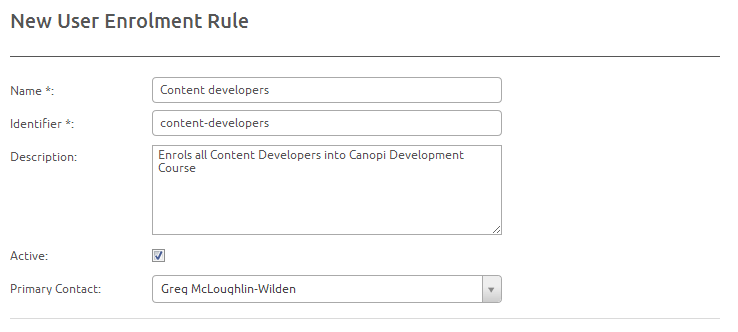 New User Enrolment Rule
Name *: Content developers
Identifier *: content-developers
Description: Enrols all Content Developers into Canopi Development
Course
Active:
Primary Contact: Greg McLoughlin-Wilden